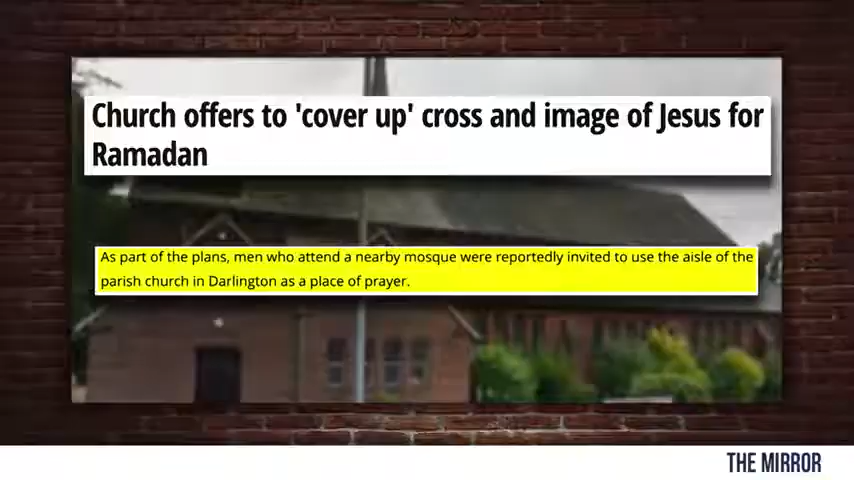 Church offers to 'cover up' cross and image of Jesus for
Ramadan
As part of the plans, men who attend a nearby mosque were reportedly invited to use the aisle of the
parish church in Darlington as a place of prayer.
THE MIRROR